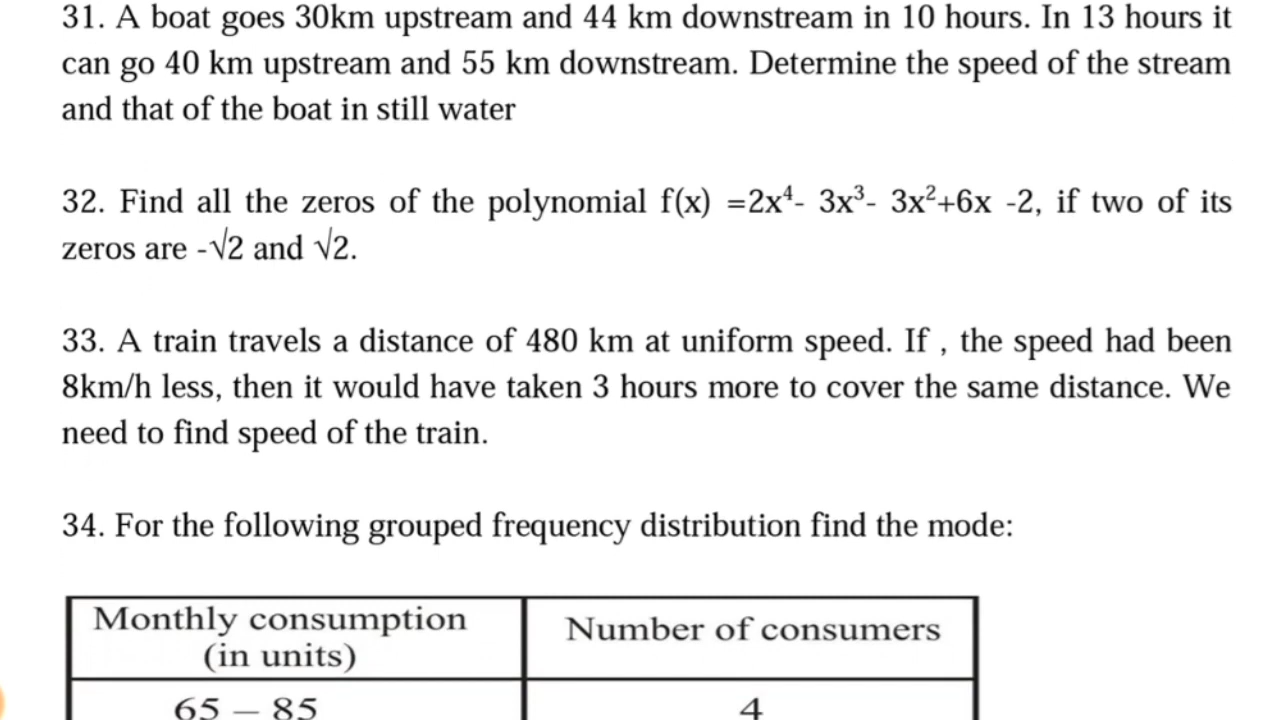 31. A boat goes 30km upstream and 44 km downstream in 10 hours. In 13 hours it
can go 40 km upstream and 55 km downstream. Determine the speed of the stream
and that of the boat in still water
32. Find all the zeros of the polynomial f(x) =2x⁴- 3x³- 3x²+6x -2, if two of its
zeros are -√2 and √2.
33. A train travels a distance of 480 km at uniform speed. If , the speed had been
8km/h less, then it would have taken 3 hours more to cover the same distance. We
need to find speed of the train.
34. For the following grouped frequency distribution find the mode:
Monthly consumption
(in units)
Number of consumers
65 – 85
4